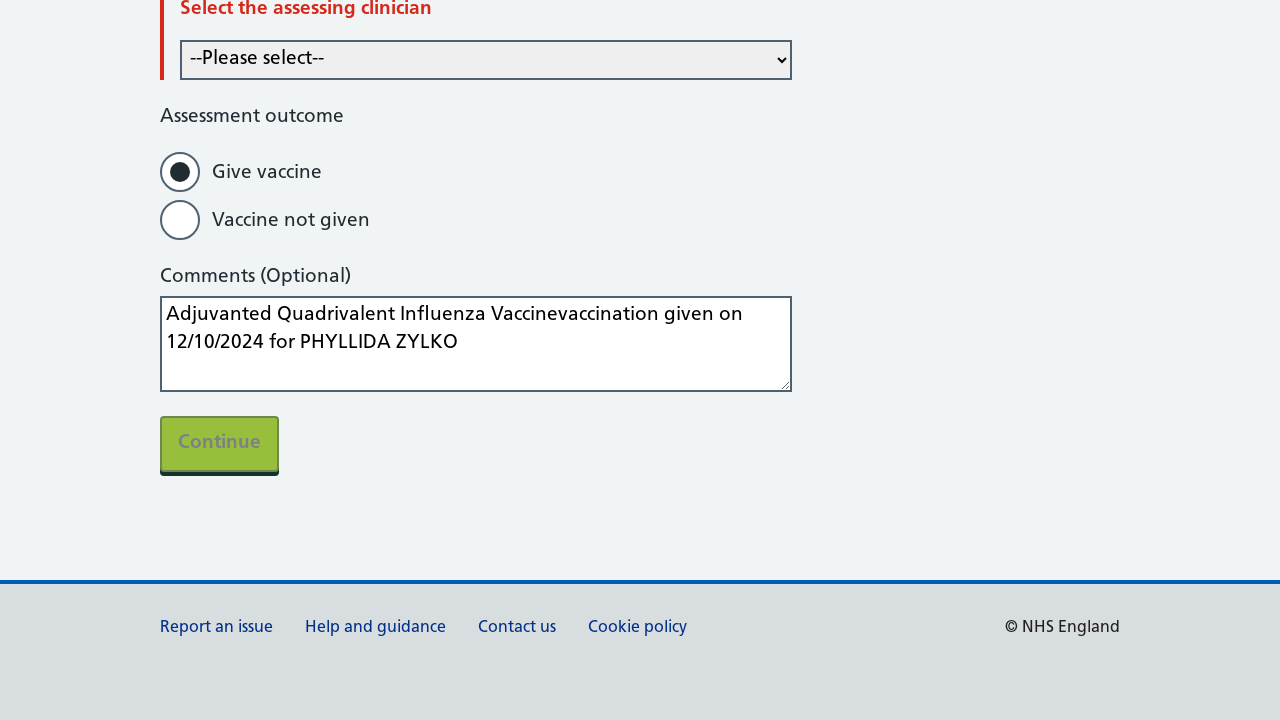 Select the assessing clinician
--Please select--
Assessment outcome
Give vaccine
Vaccine not given
Comments (Optional)
Adjuvanted Quadrivalent Influenza Vaccinevaccination given on
12/10/2024 for PHYLLIDA ZYLKO
Continue
Report an issue Help and guidance Contact us Cookie policy © NHS England